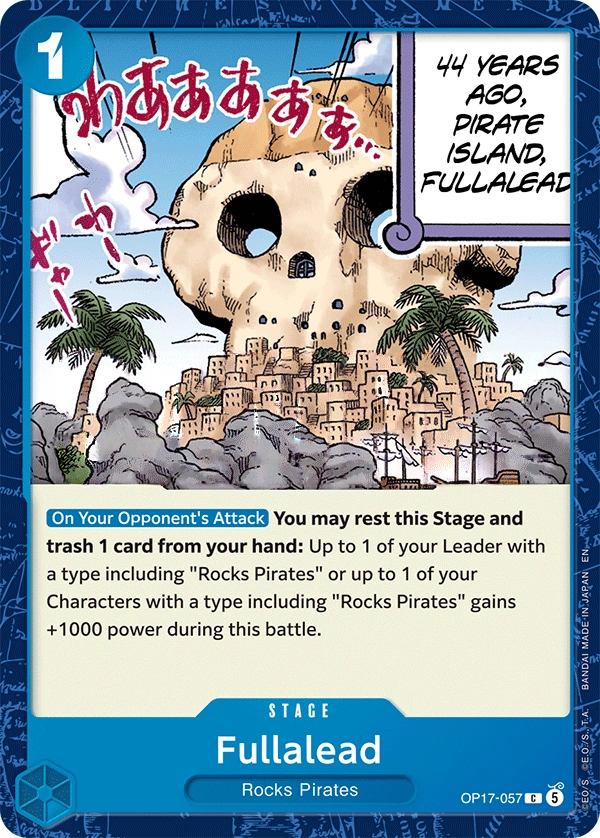 1
44 YEARS
AGO,
PIRATE
ISLAND,
FULLALEAD
わああああぁ…
ギャー
わー
On Your Opponent's Attack You may rest this Stage and
trash 1 card from your hand: Up to 1 of your Leader with
a type including "Rocks Pirates" or up to 1 of your
Characters with a type including "Rocks Pirates" gains
+1000 power during this battle.
STAGE
Fullalead
Rocks Pirates
OP17-057 C 5
©E.O/S., ©E.O./S.,T.A. BANDAI MADE IN JAPAN EN